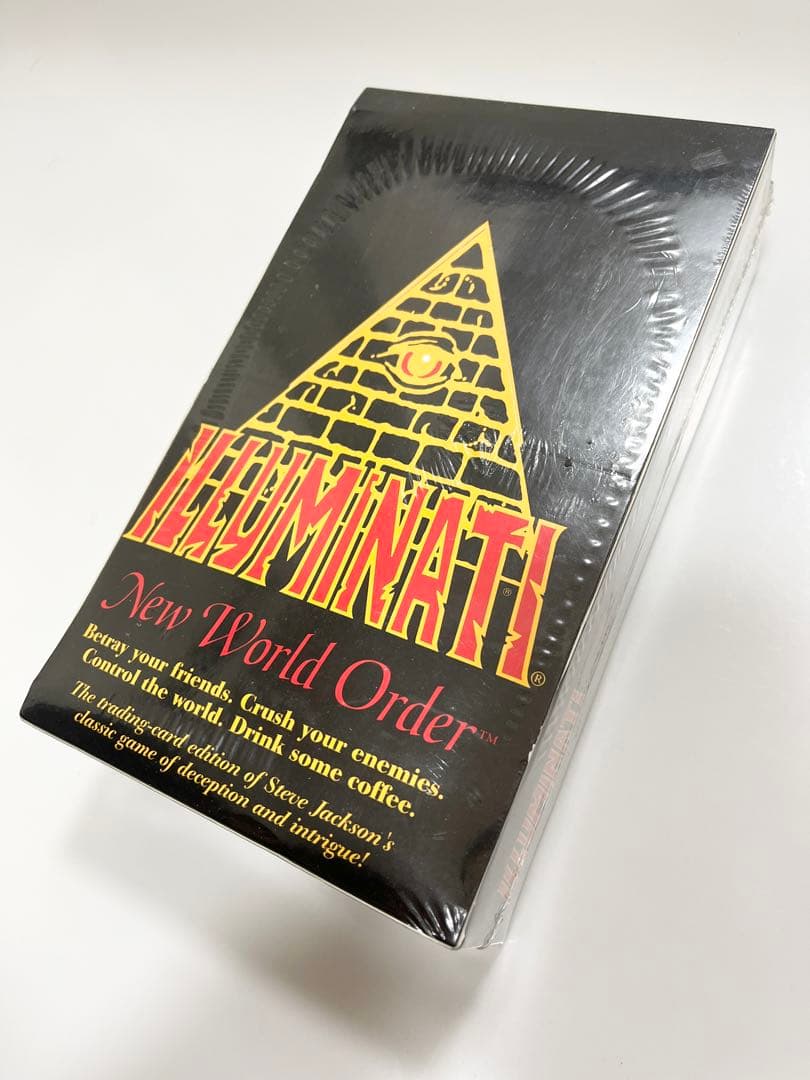 ILLUMINATI®
®
New World Order™
Betray your friends. Crush your enemies.
Control the world. Drink some coffee.
The trading-card edition of Steve Jackson's
classic game of deception and intrigue!